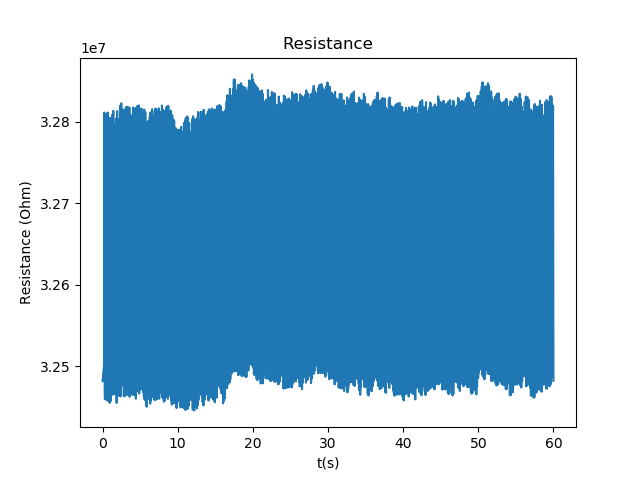 Resistance
1e7
3.28
3.27
3.26
3.25
Resistance (Ohm)
0 10 20 30 40 50 60
t(s)